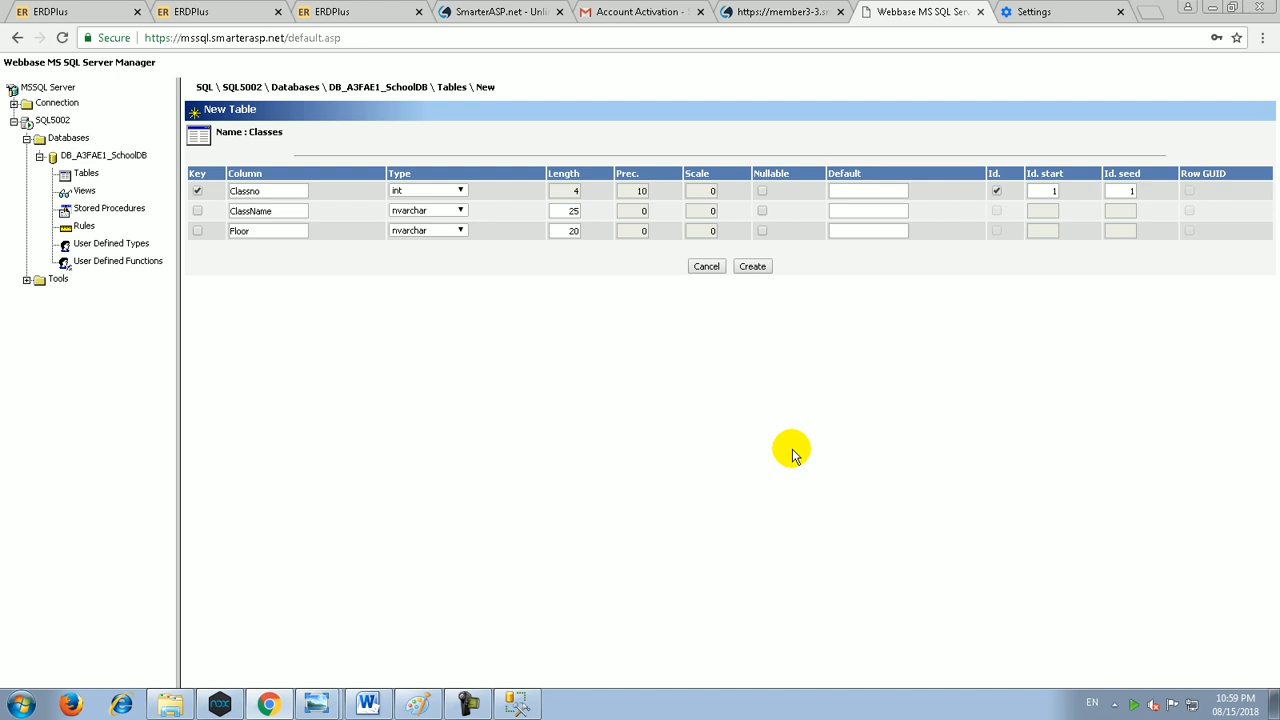 ERDPlus
ERDPlus
ERDPlus
SmarterASP.net - Unli
Account Activation - S
https://member3-3.sm
Webbase MS SQL Serv
Settings
Secure https://mssql.smarterasp.net/default.asp
Webbase MS SQL Server Manager
MSSQL Server
Connection
SQL5002
Databases
DB_A3FAE1_SchoolDB
Tables
Views
Stored Procedures
Rules
User Defined Types
User Defined Functions
Tools
SQL \ SQL5002 \ Databases \ DB_A3FAE1_SchoolDB \ Tables \ New
New Table
Name : Classes
Key Column Type Length Prec. Scale Nullable Default Id. Id. start Id. seed Row GUID
Classno int 4 10 0 1 1
ClassName nvarchar 25 0 0
Floor nvarchar 20 0 0
Cancel Create
EN
10:59 PM
08/15/2018